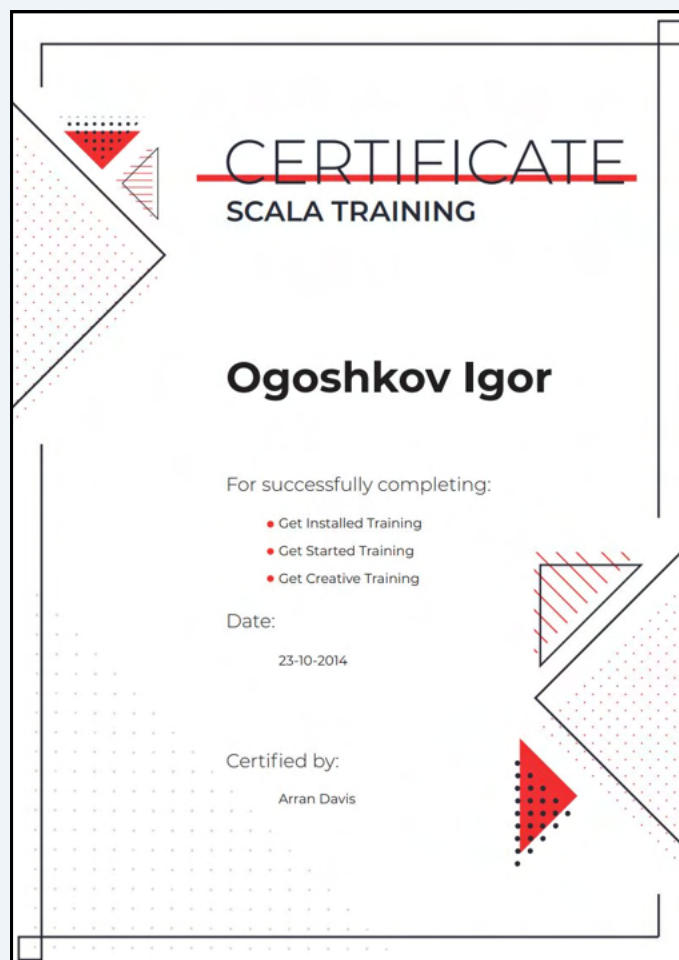 CERTIFICATE
SCALA TRAINING
Ogoshkov Igor
For successfully completing:
Get Installed Training
Get Started Training
Get Creative Training
Date:
23-10-2014
Certified by:
Arran Davis